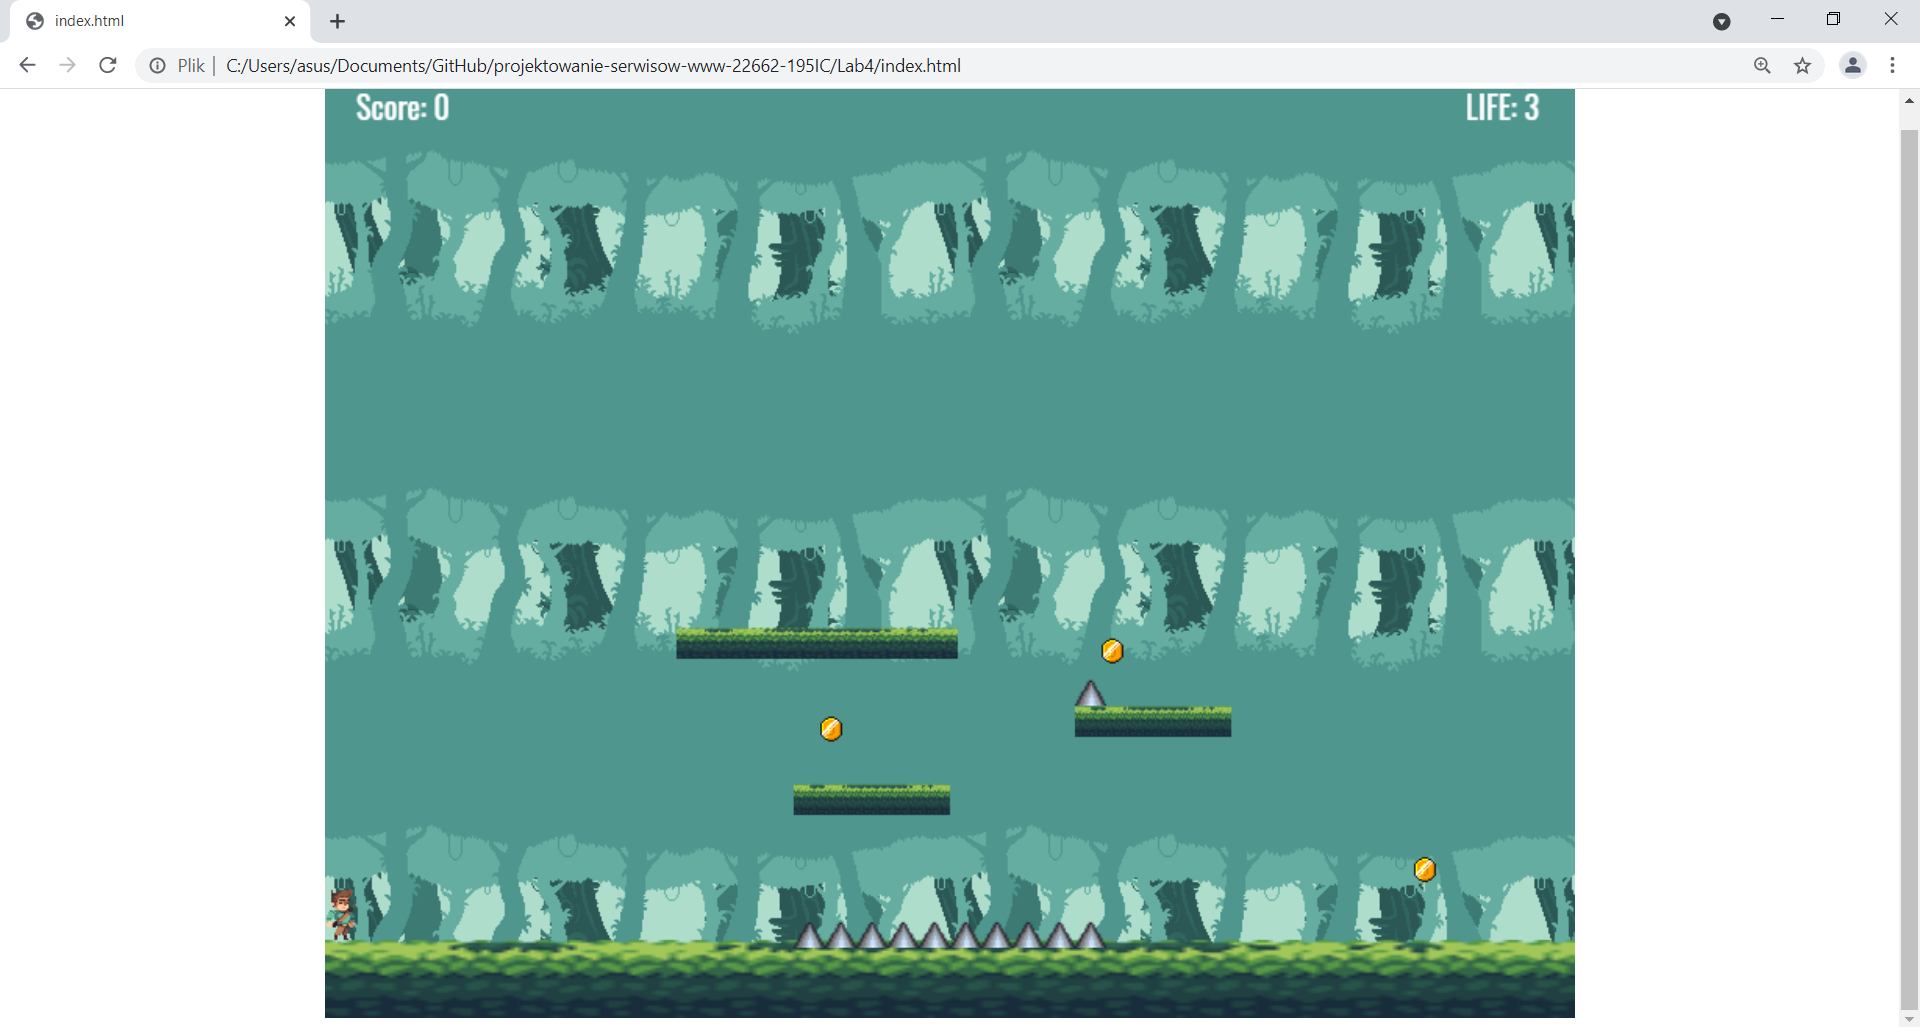 index.html
Plik
C:/Users/asus/Documents/GitHub/projektowanie-serwisow-www-22662-195IC/Lab4/index.html
Score: 0
LIFE: 3